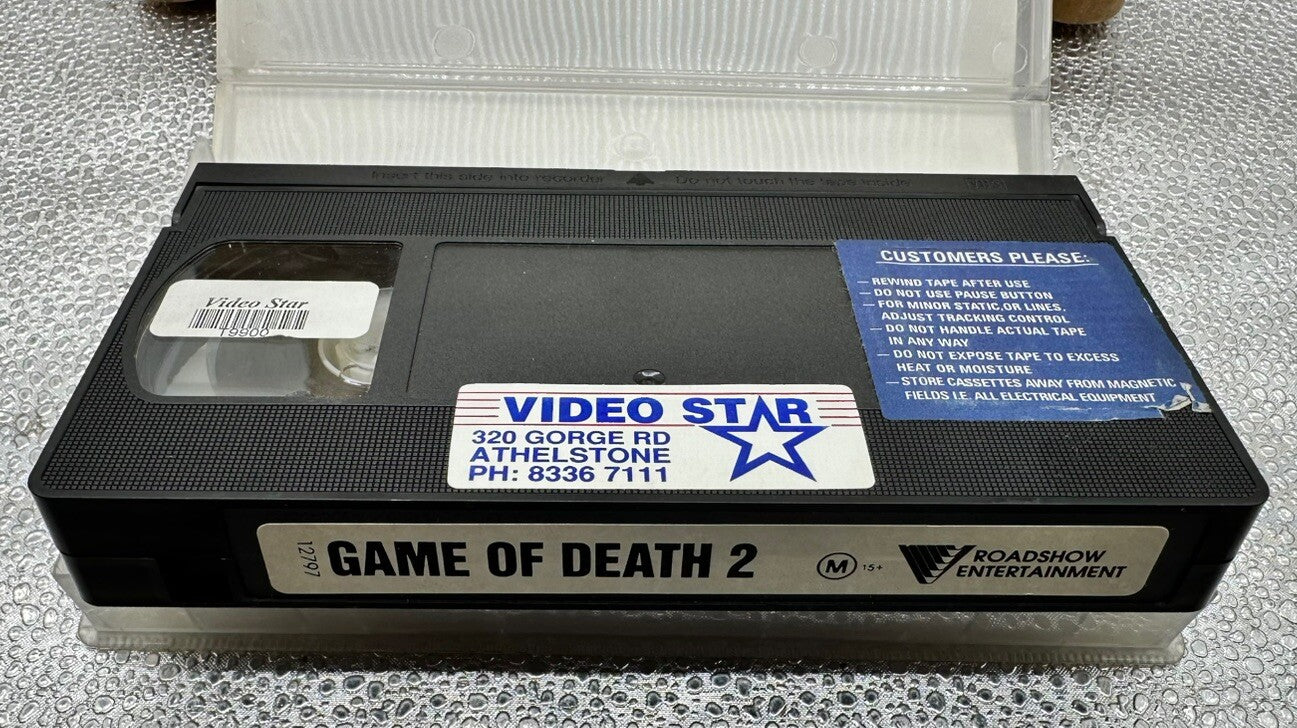 Insert this side into recorder Do not touch the tape inside
VHS
Video Star
19900
CUSTOMERS PLEASE:
— REWIND TAPE AFTER USE
— DO NOT USE PAUSE BUTTON
— FOR MINOR STATIC, OR LINES,
ADJUST TRACKING CONTROL
— DO NOT HANDLE ACTUAL TAPE
IN ANY WAY
— DO NOT EXPOSE TAPE TO EXCESS
HEAT OR MOISTURE
— STORE CASSETTES AWAY FROM MAGNETIC
FIELDS I.E. ALL ELECTRICAL EQUIPMENT
VIDEO STAR
320 GORGE RD
ATHELSTONE
PH: 8336 7111
12797
GAME OF DEATH 2
M 15+
ROADSHOW
ENTERTAINMENT